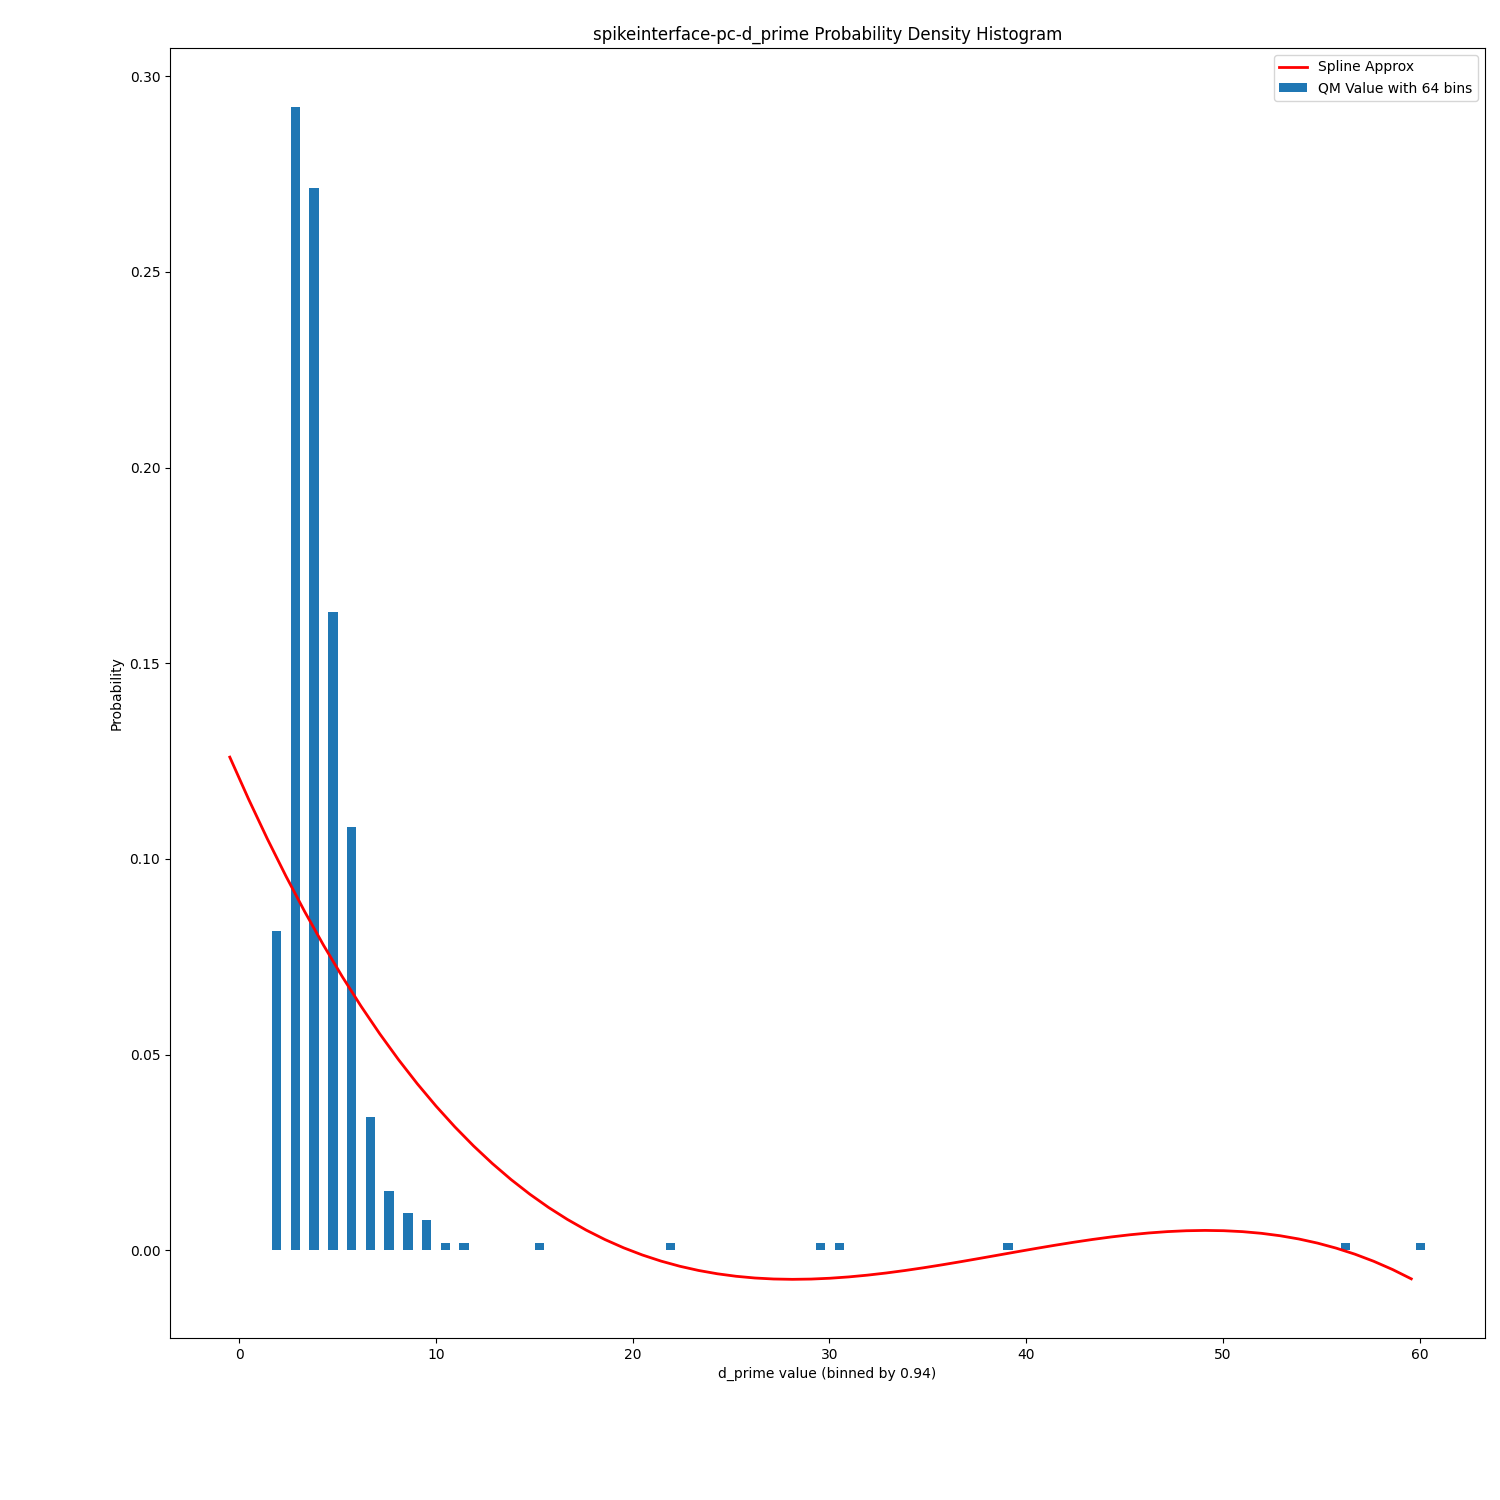 spikeinterface-pc-d_prime Probability Density Histogram
Spline Approx
QM Value with 64 bins
0.30
0.25
0.20
0.15
0.10
0.05
0.00
Probability
0 10 20 30 40 50 60
d_prime value (binned by 0.94)